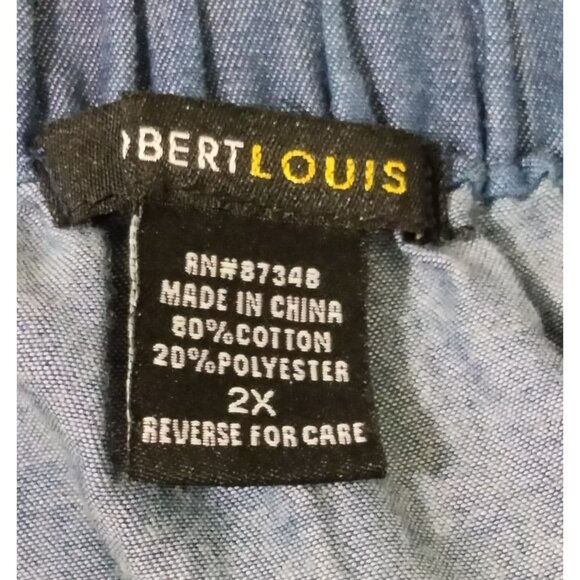 OBERTLOUIS
RN#87348
MADE IN CHINA
80%COTTON
20%POLYESTER
2X
REVERSE FOR CARE